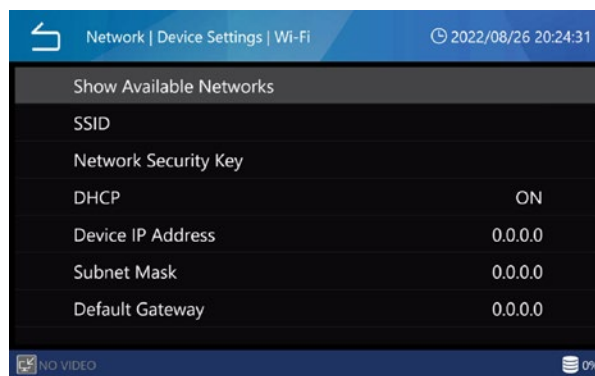 Network | Device Settings | Wi-Fi 2022/08/26 20:24:31
Show Available Networks
SSID
Network Security Key
DHCP ON
Device IP Address 0.0.0.0
Subnet Mask 0.0.0.0
Default Gateway 0.0.0.0
NO VIDEO 0%